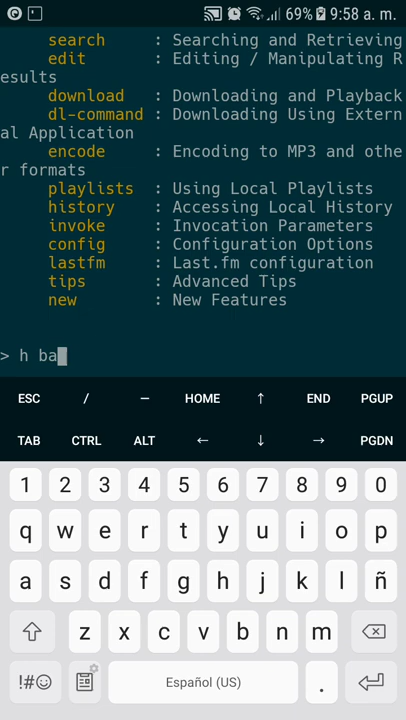 69% 9:58 a. m.
search : Searching and Retrieving
edit : Editing / Manipulating R
esults
download : Downloading and Playback
dl-command : Downloading Using Extern
al Application
encode : Encoding to MP3 and othe
r formats
playlists : Using Local Playlists
history : Accessing Local History
invoke : Invocation Parameters
config : Configuration Options
lastfm : Last.fm configuration
tips : Advanced Tips
new : New Features
> h ba
ESC / — HOME ↑ END PGUP
TAB CTRL ALT ← ↓ → PGDN
1 2 3 4 5 6 7 8 9 0
q w e r t y u i o p
a s d f g h j k l ñ
z x c v b n m
!#☺ Español (US) .